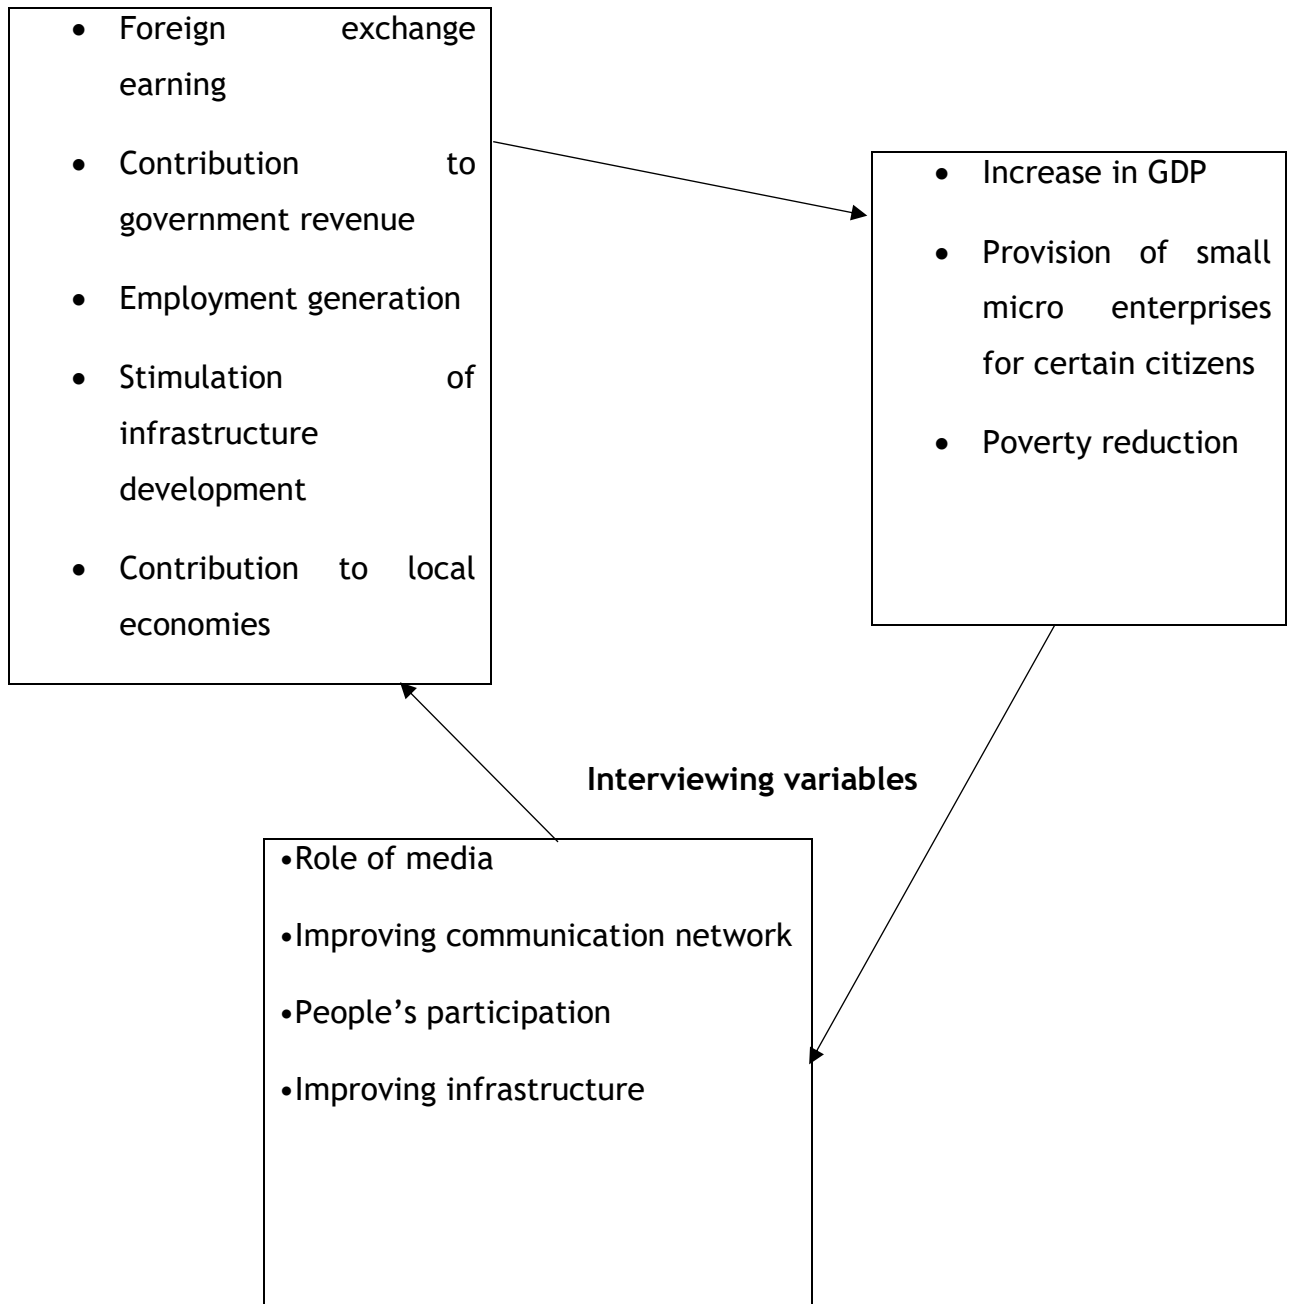 • Foreign exchange
earning
• Contribution to
government revenue
• Employment generation
• Stimulation of
infrastructure
development
• Contribution to local
economies
• Increase in GDP
• Provision of small
micro enterprises
for certain citizens
• Poverty reduction
Interviewing variables
•Role of media
•Improving communication network
•People’s participation
•Improving infrastructure